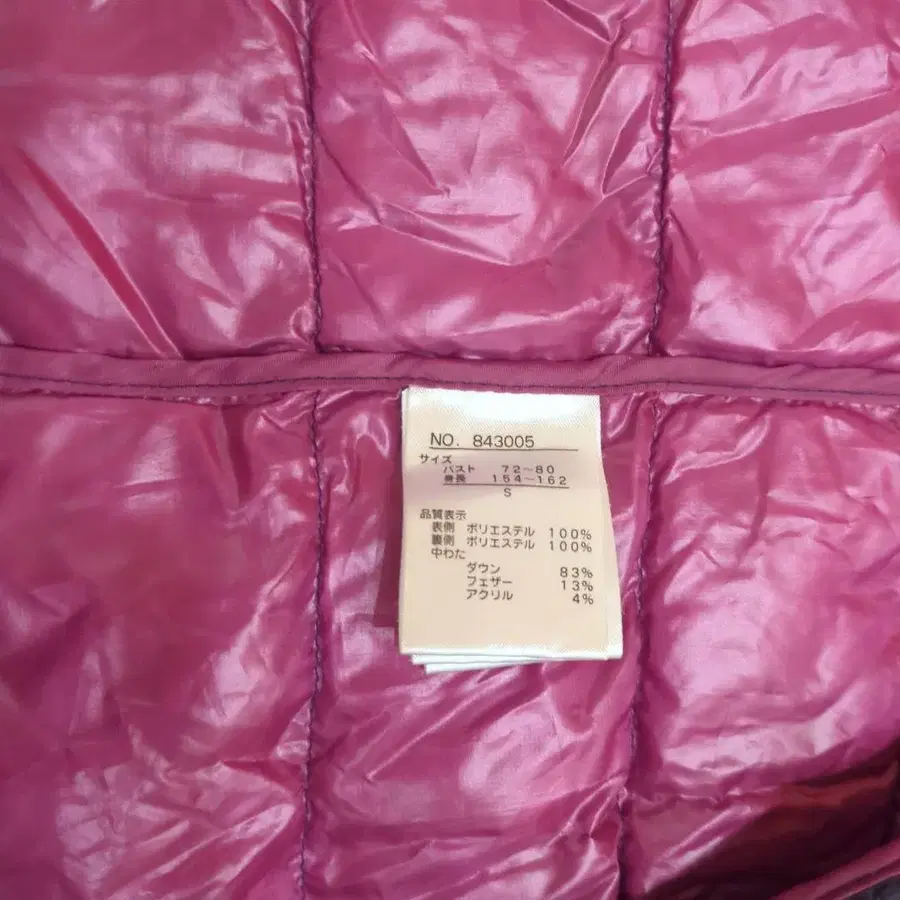 NO. 843005
サイズ
バスト 72~80
身長 154~162
S
品質表示
表側 ポリエステル 100%
裏側 ポリエステル 100%
中わた
ダウン 83%
フェザー 13%
アクリル 4%